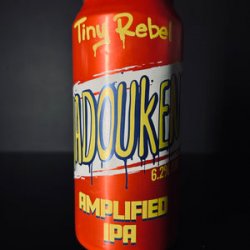 Tiny Rebel
ADOUKEN
6.2%
AMPLIFIED
IPA